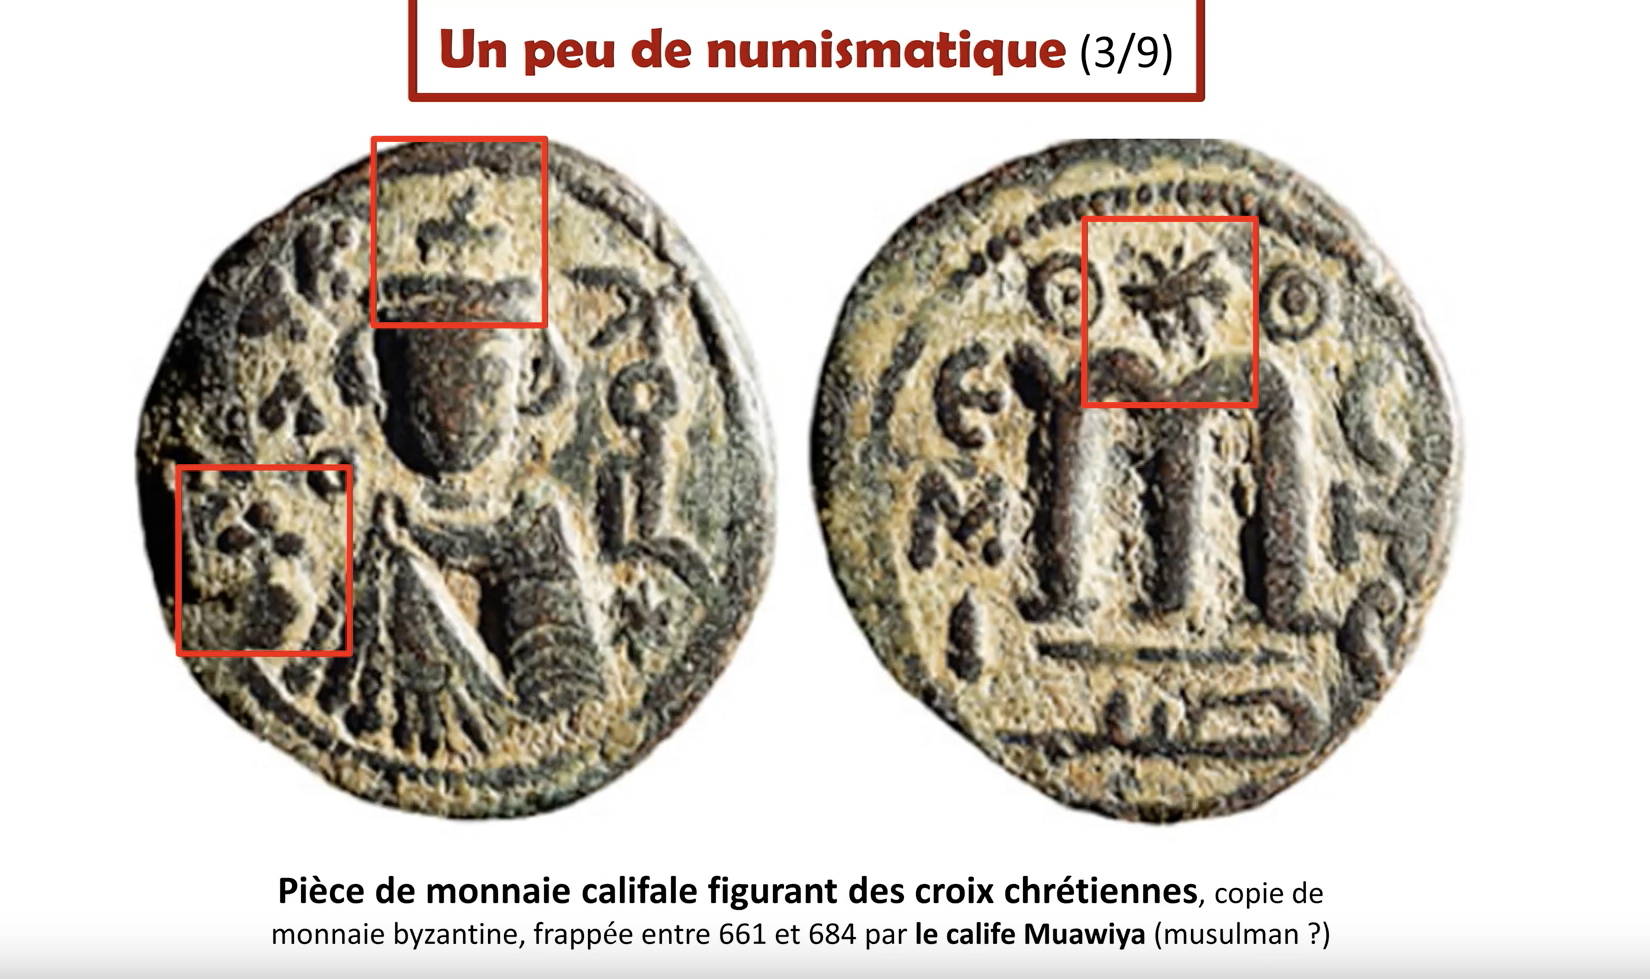 Un peu de numismatique (3/9)
Pièce de monnaie califale figurant des croix chrétiennes, copie de
monnaie byzantine, frappée entre 661 et 684 par le calife Muawiya (musulman ?)